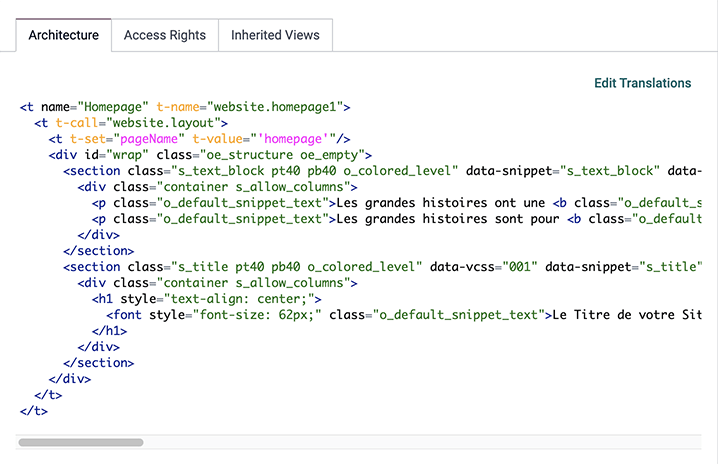 Architecture Access Rights Inherited Views
Edit Translations
<t name="Homepage" t-name="website.homepage1">
<t t-call="website.layout">
<t t-set="pageName" t-value="'homepage'"/>
<div id="wrap" class="oe_structure oe_empty">
<section class="s_text_block pt40 pb40 o_colored_level" data-snippet="s_text_block" data-
<div class="container s_allow_columns">
<p class="o_default_snippet_text">Les grandes histoires ont une <b class="o_default_s
<p class="o_default_snippet_text">Les grandes histoires sont pour <b class="o_default
</div>
</section>
<section class="s_title pt40 pb40 o_colored_level" data-vcss="001" data-snippet="s_title"
<div class="container s_allow_columns">
<h1 style="text-align: center;">
<font style="font-size: 62px;" class="o_default_snippet_text">Le Titre de votre Sit
</h1>
</div>
</section>
</div>
</t>
</t>